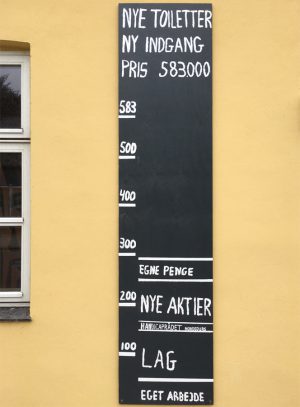 NYE TOILETTER
NY INDGANG
PRIS 583.000
583
500
400
300
EGNE PENGE
200
NYE AKTIER
HANDICAPRÅDET
100
LAG
EGET ARBEJDE